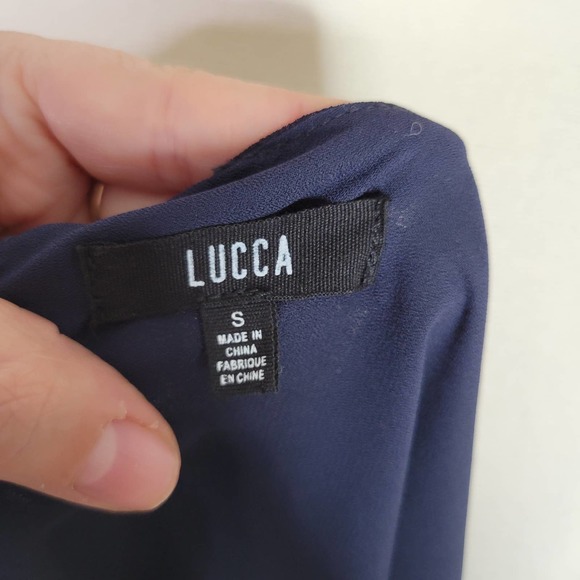 LUCCA
S
MADE IN
CHINA
FABRIQUE
EN CHINE